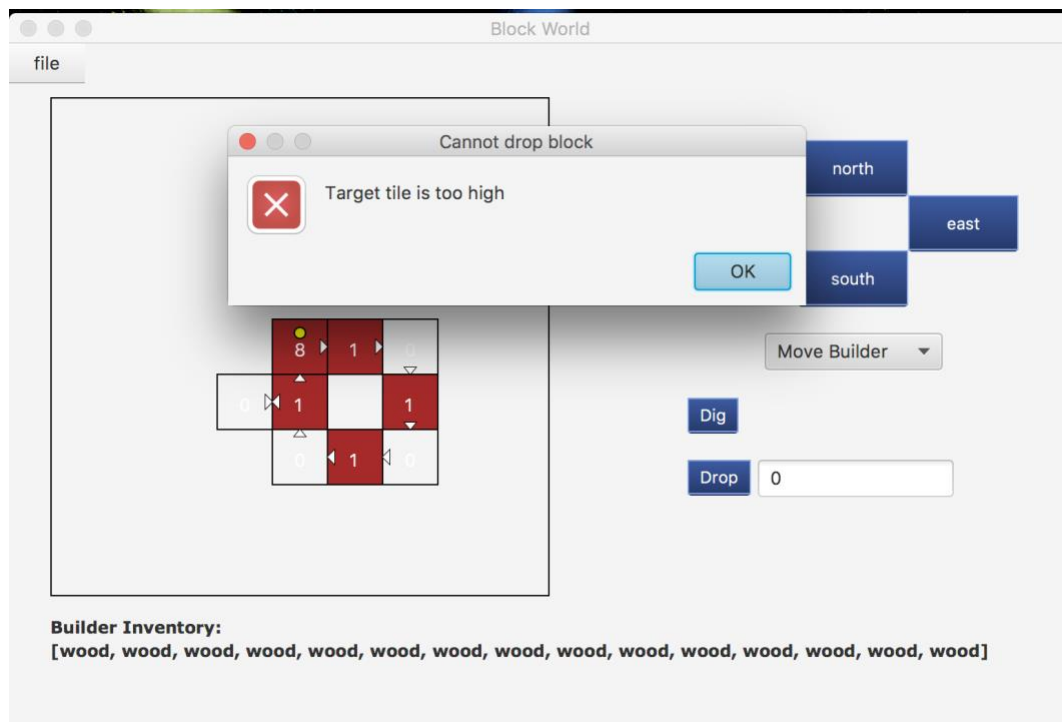 Block World
file
Cannot drop block
Target tile is too high
OK
north
east
south
8 1 0
0 1 1
0 1 0
Move Builder
Dig
Drop 0
Builder Inventory:
[wood, wood, wood, wood, wood, wood, wood, wood, wood, wood, wood, wood, wood, wood, wood]